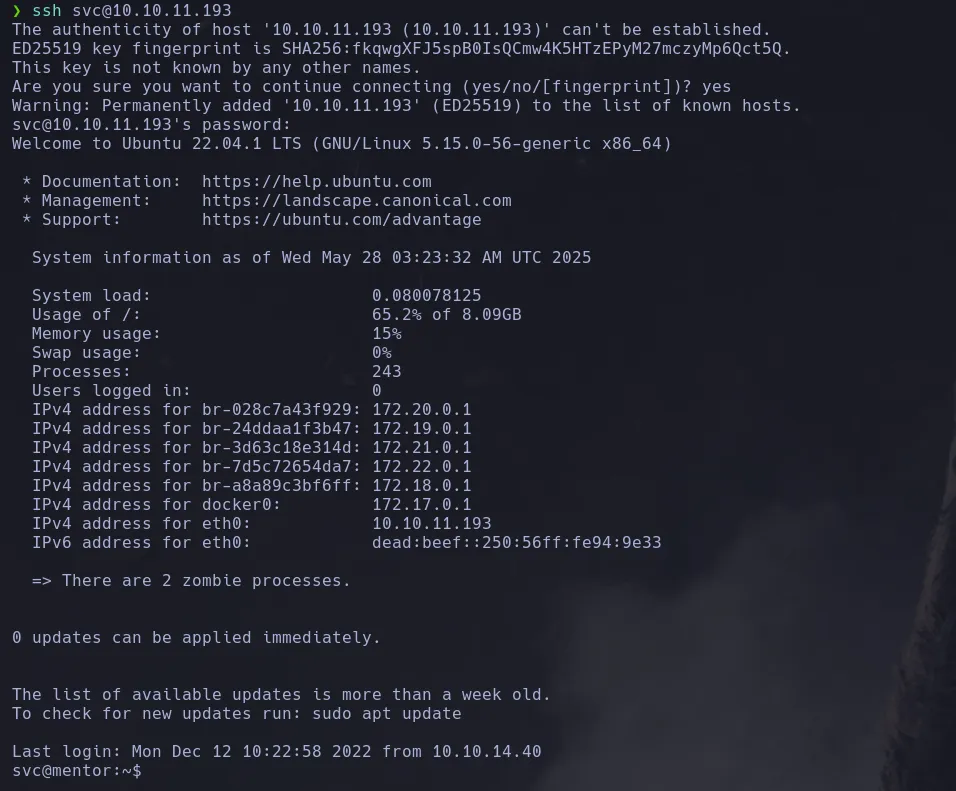 ❯ ssh svc@10.10.11.193
The authenticity of host '10.10.11.193 (10.10.11.193)' can't be established.
ED25519 key fingerprint is SHA256:fkqwgXFJ5spB0IsQCmw4K5HTzEPyM27mczyMp6Qct5Q.
This key is not known by any other names.
Are you sure you want to continue connecting (yes/no/[fingerprint])? yes
Warning: Permanently added '10.10.11.193' (ED25519) to the list of known hosts.
svc@10.10.11.193's password:
Welcome to Ubuntu 22.04.1 LTS (GNU/Linux 5.15.0-56-generic x86_64)

 * Documentation:  https://help.ubuntu.com
 * Management:     https://landscape.canonical.com
 * Support:        https://ubuntu.com/advantage

  System information as of Wed May 28 03:23:32 AM UTC 2025

  System load:                      0.080078125
  Usage of /:                       65.2% of 8.09GB
  Memory usage:                     15%
  Swap usage:                       0%
  Processes:                        243
  Users logged in:                  0
  IPv4 address for br-028c7a43f929: 172.20.0.1
  IPv4 address for br-24ddaa1f3b47: 172.19.0.1
  IPv4 address for br-3d63c18e314d: 172.21.0.1
  IPv4 address for br-7d5c72654da7: 172.22.0.1
  IPv4 address for br-a8a89c3bf6ff: 172.18.0.1
  IPv4 address for docker0:         172.17.0.1
  IPv4 address for eth0:            10.10.11.193
  IPv6 address for eth0:            dead:beef::250:56ff:fe94:9e33

  => There are 2 zombie processes.

0 updates can be applied immediately.

The list of available updates is more than a week old.
To check for new updates run: sudo apt update

Last login: Mon Dec 12 10:22:58 2022 from 10.10.14.40
svc@mentor:~$